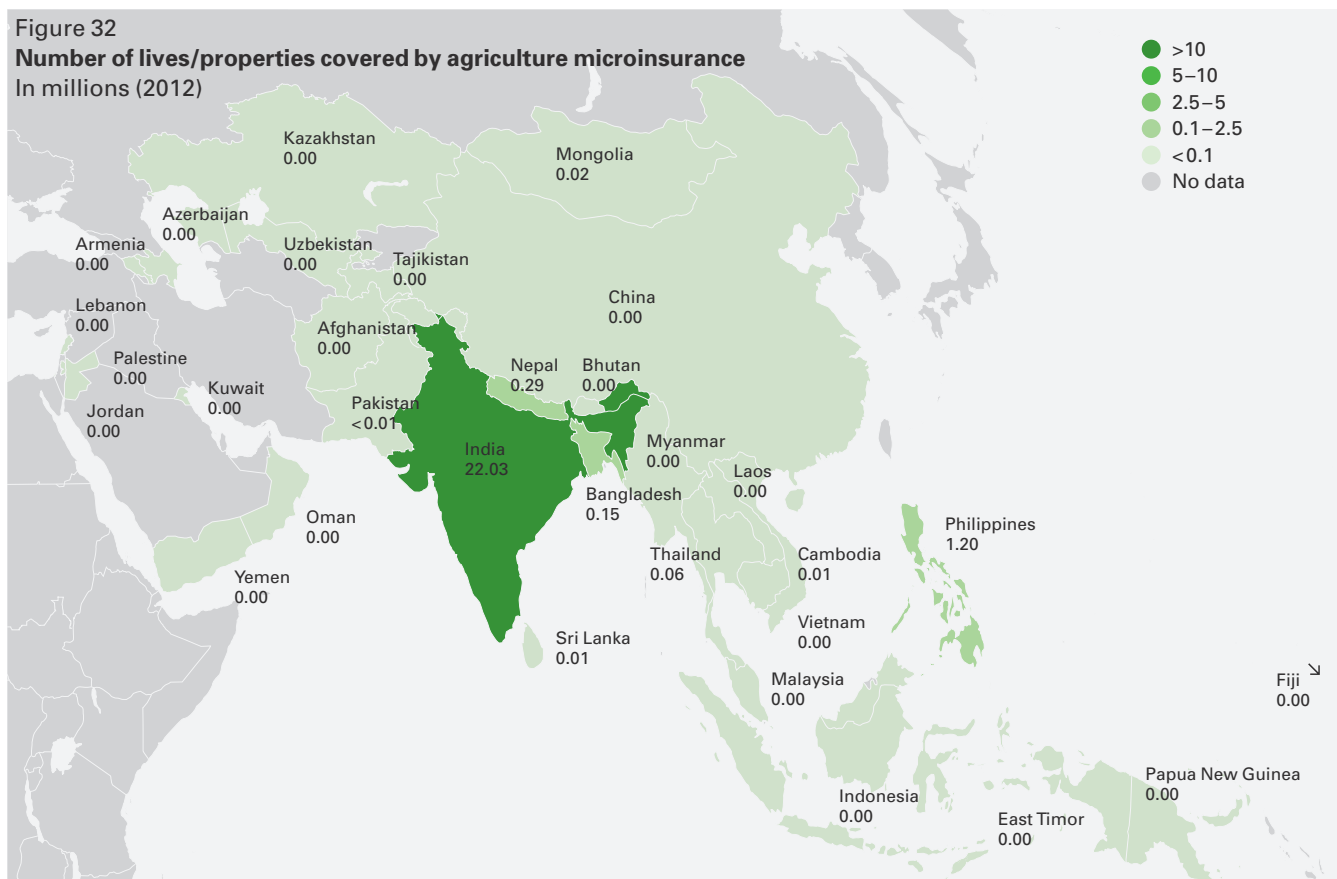 Figure 32
Number of lives/properties covered by agriculture microinsurance
In millions (2012)
>10
5–10
2.5–5
0.1–2.5
<0.1
No data
Kazakhstan
0.00
Mongolia
0.02
Azerbaijan
0.00
Armenia
0.00
Uzbekistan
0.00
Tajikistan
0.00
Lebanon
0.00
China
0.00
Afghanistan
0.00
Palestine
0.00
Nepal
0.29
Bhutan
0.00
Kuwait
0.00
Jordan
0.00
Pakistan
<0.01
India
22.03
Myanmar
0.00
Laos
0.00
Bangladesh
0.15
Oman
0.00
Philippines
1.20
Thailand
0.06
Cambodia
0.01
Yemen
0.00
Vietnam
0.00
Sri Lanka
0.01
Malaysia
0.00
Fiji
0.00
Papua New Guinea
0.00
Indonesia
0.00
East Timor
0.00